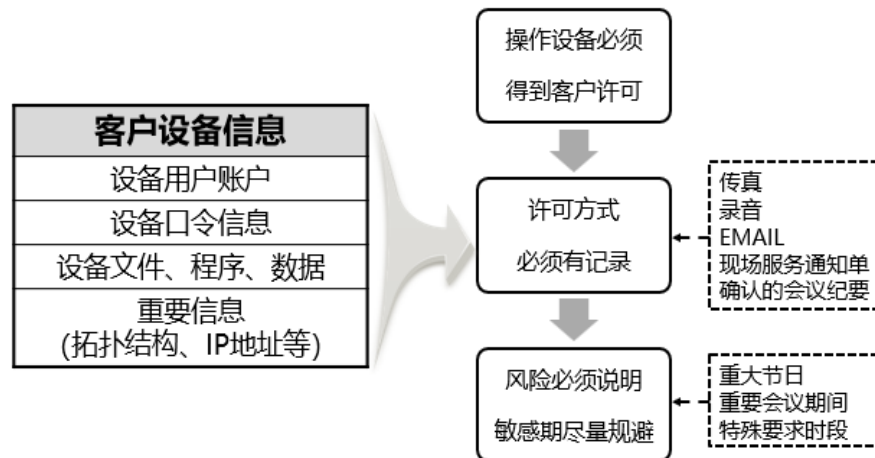 客户设备信息
设备用户账户
设备口令信息
设备文件、程序、数据
重要信息
(拓扑结构、IP地址等)
操作设备必须
得到客户许可
许可方式
必须有记录
传真
录音
EMAIL
现场服务通知单
确认的会议纪要
风险必须说明
敏感期尽量规避
重大节日
重要会议期间
特殊要求时段